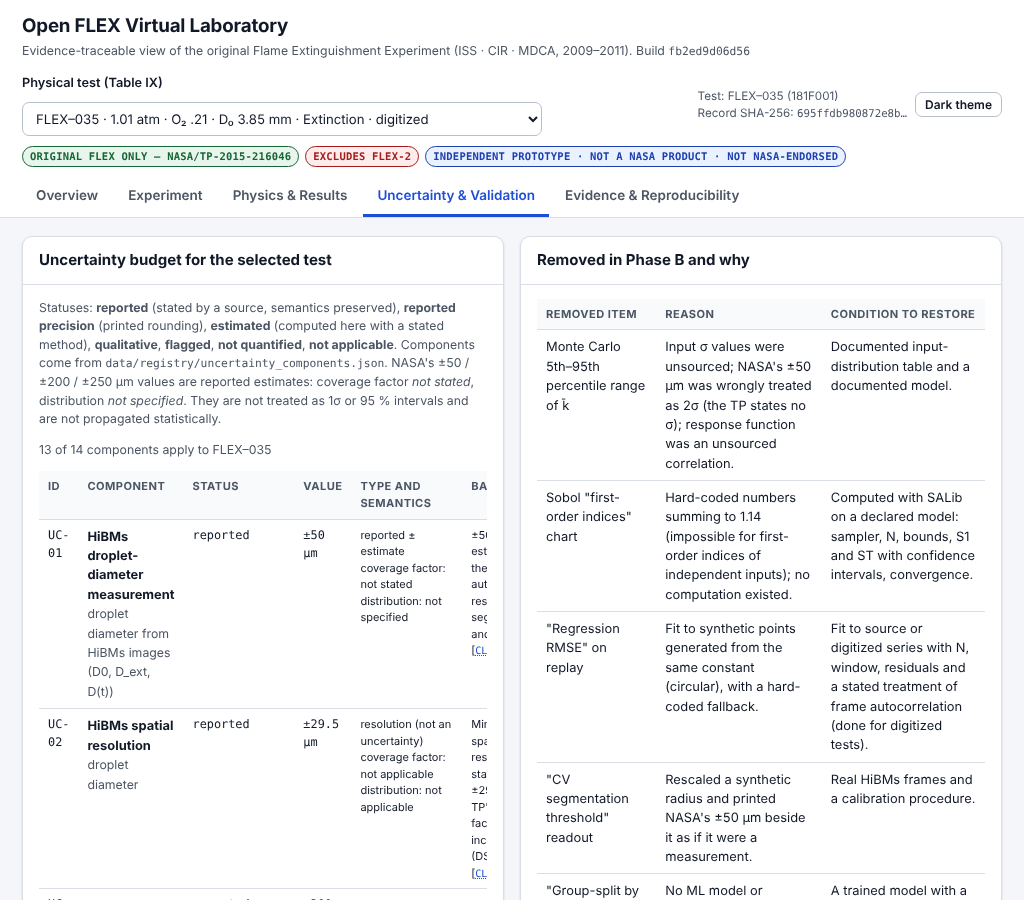 Open FLEX Virtual Laboratory
Evidence-traceable view of the original Flame Extinguishment Experiment (ISS · CIR · MDCA, 2009–2011). Build fb2ed9d06d56
Physical test (Table IX)
FLEX–035 · 1.01 atm · O₂ .21 · D₀ 3.85 mm · Extinction · digitized
Test: FLEX–035 (181F001)
Record SHA-256: 695ffdb980872e8b…
Dark theme
ORIGINAL FLEX ONLY — NASA/TP-2015-216046
EXCLUDES FLEX-2
INDEPENDENT PROTOTYPE · NOT A NASA PRODUCT · NOT NASA-ENDORSED
Overview
Experiment
Physics & Results
Uncertainty & Validation
Evidence & Reproducibility
Uncertainty budget for the selected test
Statuses: reported (stated by a source, semantics preserved), reported
precision (printed rounding), estimated (computed here with a stated
method), qualitative, flagged, not quantified, not applicable. Components
come from data/registry/uncertainty_components.json. NASA's ±50 /
±200 / ±250 µm values are reported estimates: coverage factor not stated,
distribution not specified. They are not treated as 1σ or 95 % intervals and
are not propagated statistically.
13 of 14 components apply to FLEX–035
ID
COMPONENT
STATUS
VALUE
TYPE AND
SEMANTICS
UC-
01
HiBMs
droplet-
diameter
measurement
droplet
diameter from
HiBMs images
(D0, D_ext,
D(t))
reported
±50
µm
reported ±
estimate
coverage factor:
not stated
distribution: not
specified
UC-
02
HiBMs spatial
resolution
droplet
diameter
reported
±29.5
µm
resolution (not an
uncertainty)
coverage factor:
not applicable
distribution: not
applicable
Removed in Phase B and why
REMOVED ITEM
REASON
CONDITION TO RESTORE
Monte Carlo
5th–95th
percentile range
of k̄
Input σ values were
unsourced; NASA's ±50
µm was wrongly treated
as 2σ (the TP states no
σ); response function
was an unsourced
correlation.
Documented input-
distribution table and a
documented model.
Sobol "first-
order indices"
chart
Hard-coded numbers
summing to 1.14
(impossible for first-
order indices of
independent inputs); no
computation existed.
Computed with SALib
on a declared model:
sampler, N, bounds, S1
and ST with confidence
intervals, convergence.
"Regression
RMSE" on
replay
Fit to synthetic points
generated from the
same constant
(circular), with a hard-
coded fallback.
Fit to source or
digitized series with N,
window, residuals and
a stated treatment of
frame autocorrelation
(done for digitized
tests).
"CV
segmentation
threshold"
readout
Rescaled a synthetic
radius and printed
NASA's ±50 µm beside
it as if it were a
measurement.
Real HiBMs frames and
a calibration procedure.
"Group-split by
No ML model or
A trained model with a